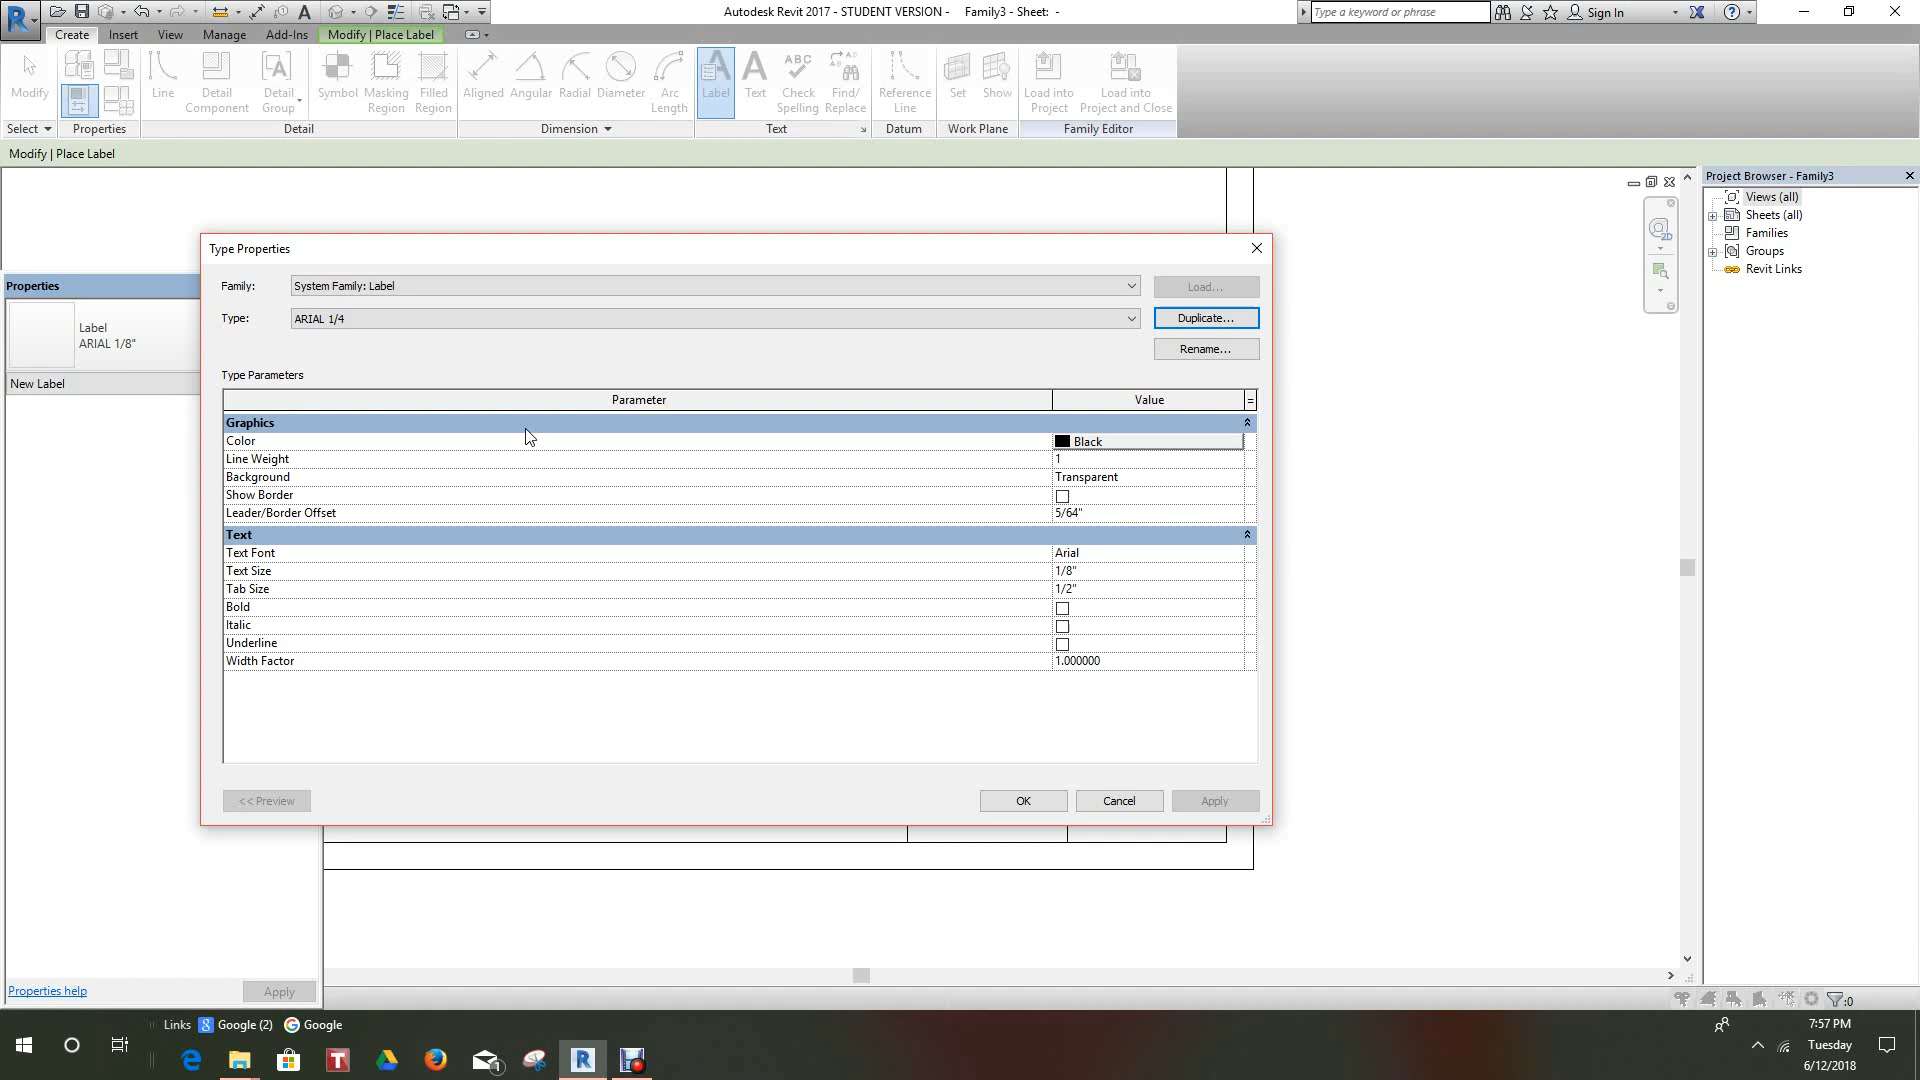 Autodesk Revit 2017 - STUDENT VERSION - Family3 - Sheet: -
Type a keyword or phrase
Sign In
Create Insert View Manage Add-Ins Modify | Place Label
Modify
Line
Detail Component
Detail Group
Symbol
Masking Region
Filled Region
Aligned
Angular
Radial
Diameter
Arc Length
Label
Text
ABC
Check Spelling
Find/ Replace
Reference Line
Set
Show
Load into Project
Load into Project and Close
Select Properties Detail Dimension Text Datum Work Plane Family Editor
Modify | Place Label
Project Browser - Family3
Views (all)
Sheets (all)
Families
Groups
Revit Links
2D
Properties
Label
ARIAL 1/8"
New Label
Properties help
Apply
Type Properties
Family: System Family: Label Load...
Type: ARIAL 1/4 Duplicate...
Rename...
Type Parameters
Parameter Value =
Graphics
Color Black
Line Weight 1
Background Transparent
Show Border
Leader/Border Offset 5/64"
Text
Text Font Arial
Text Size 1/8"
Tab Size 1/2"
Bold
Italic
Underline
Width Factor 1.000000
<< Preview OK Cancel Apply
:0
Links Google (2) Google
7:57 PM
Tuesday
6/12/2018